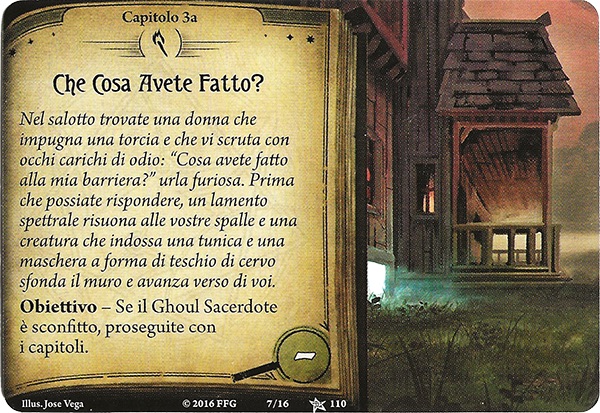 Capitolo 3a
Che Cosa Avete Fatto?
Nel salotto trovate una donna che
impugna una torcia e che vi scruta con
occhi carichi di odio: “Cosa avete fatto
alla mia barriera?” urla furiosa. Prima
che possiate rispondere, un lamento
spettrale risuona alle vostre spalle e una
creatura che indossa una tunica e una
maschera a forma di teschio di cervo
sfonda il muro e avanza verso di voi.
Obiettivo – Se il Ghoul Sacerdote
è sconfitto, proseguite con
i capitoli.
–
Illus. Jose Vega © 2016 FFG 7/16 110